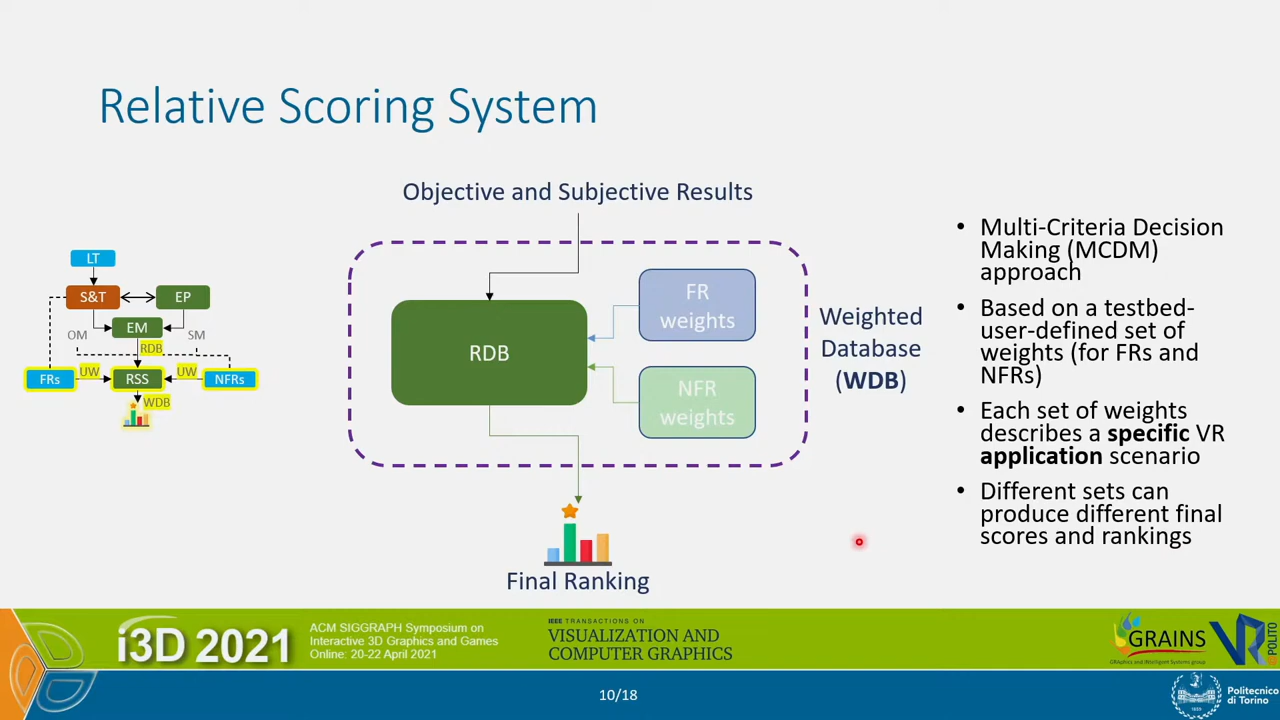 Relative Scoring System
Objective and Subjective Results
LT
S&T
EP
EM
OM
SM
RDB
FRs
UW
RSS
UW
NFRs
WDB
RDB
FR
weights
NFR
weights
Weighted
Database
(WDB)
Final Ranking
• Multi-Criteria Decision
Making (MCDM)
approach
• Based on a testbed-
user-defined set of
weights (for FRs and
NFRs)
• Each set of weights
describes a specific VR
application scenario
• Different sets can
produce different final
scores and rankings
i3D 2021
ACM SIGGRAPH Symposium on
Interactive 3D Graphics and Games
Online: 20-22 April 2021
IEEE TRANSACTIONS ON
VISUALIZATION AND
COMPUTER GRAPHICS
GRAINS
GRAphics and INtelligent Systems group
VR
@POLITO
10/18
Politecnico
di Torino